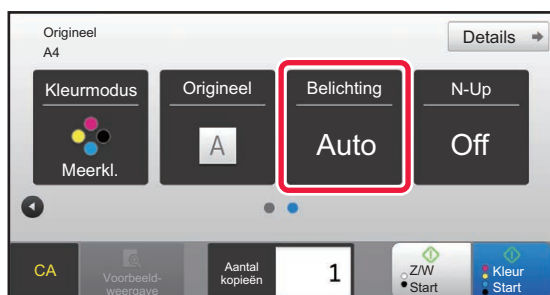 Origineel
A4
Details
Kleurmodus
Meerkl.
Origineel
A
Belichting
Auto
N-Up
Off
CA
Voorbeeld-
weergave
Aantal
kopieën
1
Z/W
Start
Kleur
Start